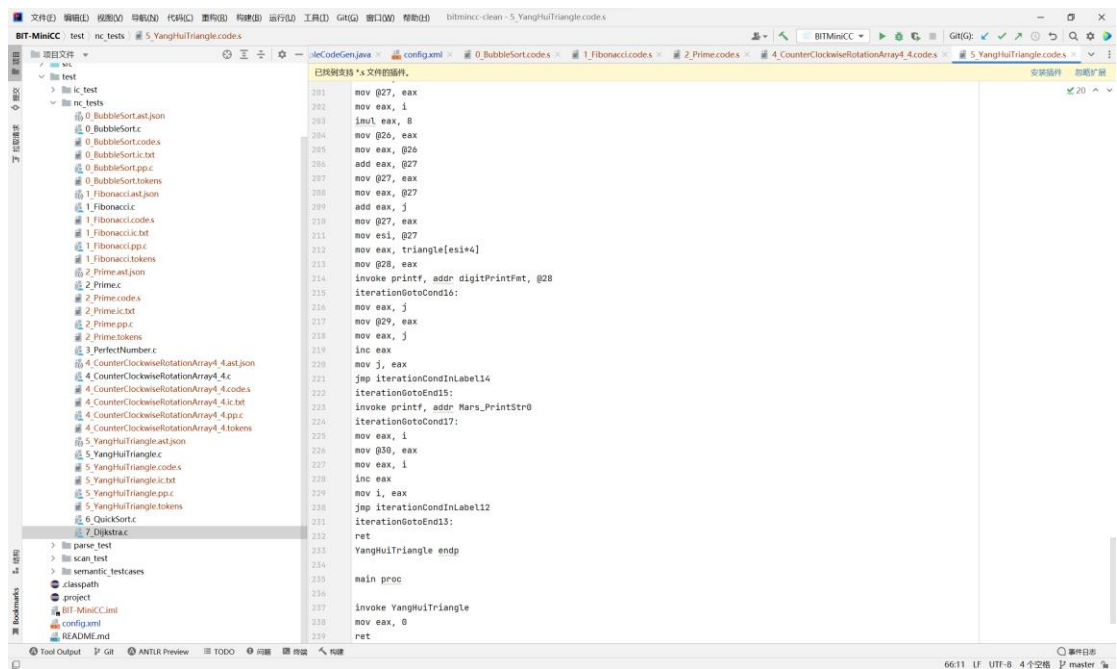 文件(F) 编辑(E) 视图(V) 导航(N) 代码(C) 重构(R) 构建(B) 运行(U) 工具(T) Git(G) 窗口(W) 帮助(H) bitmincc-clean - 5_YangHuiTriangle.code.s
BIT-MiniCC test nc_tests 5_YangHuiTriangle.code.s BITMiniCC Git(G):
项目文件 oleCodeGen.java config.xml 0_BubbleSort.code.s 1_Fibonacci.code.s 2_Prime.code.s 4_CounterClockwiseRotationArray4_4.code.s 5_YangHuiTriangle.code.s
已找到支持 *.s 文件的插件。 安装插件 忽略扩展
20
项目
提交
拉取请求
结构
Bookmarks
src
test
ic_test
nc_tests
0_BubbleSort.ast.json
0_BubbleSort.c
0_BubbleSort.code.s
0_BubbleSort.ic.txt
0_BubbleSort.pp.c
0_BubbleSort.tokens
1_Fibonacci.ast.json
1_Fibonacci.c
1_Fibonacci.code.s
1_Fibonacci.ic.txt
1_Fibonacci.pp.c
1_Fibonacci.tokens
2_Prime.ast.json
2_Prime.c
2_Prime.code.s
2_Prime.ic.txt
2_Prime.pp.c
2_Prime.tokens
3_PerfectNumber.c
4_CounterClockwiseRotationArray4_4.ast.json
4_CounterClockwiseRotationArray4_4.c
4_CounterClockwiseRotationArray4_4.code.s
4_CounterClockwiseRotationArray4_4.ic.txt
4_CounterClockwiseRotationArray4_4.pp.c
4_CounterClockwiseRotationArray4_4.tokens
5_YangHuiTriangle.ast.json
5_YangHuiTriangle.c
5_YangHuiTriangle.code.s
5_YangHuiTriangle.ic.txt
5_YangHuiTriangle.pp.c
5_YangHuiTriangle.tokens
6_QuickSort.c
7_Dijkstra.c
parse_test
scan_test
semantic_testcases
.classpath
.project
BIT-MiniCC.iml
config.xml
README.md
201 mov @27, eax
202 mov eax, i
203 imul eax, 8
204 mov @26, eax
205 mov eax, @26
206 add eax, @27
207 mov @27, eax
208 mov eax, @27
209 add eax, j
210 mov @27, eax
211 mov esi, @27
212 mov eax, triangle[esi*4]
213 mov @28, eax
214 invoke printf, addr digitPrintFmt, @28
215 iterationGotoCond16:
216 mov eax, j
217 mov @29, eax
218 mov eax, j
219 inc eax
220 mov j, eax
221 jmp iterationCondInLabel14
222 iterationGotoEnd15:
223 invoke printf, addr Mars_PrintStr0
224 iterationGotoCond17:
225 mov eax, i
226 mov @30, eax
227 mov eax, i
228 inc eax
229 mov i, eax
230 jmp iterationCondInLabel12
231 iterationGotoEnd13:
232 ret
233 YangHuiTriangle endp
234
235 main proc
236
237 invoke YangHuiTriangle
238 mov eax, 0
239 ret
Tool Output Git ANTLR Preview TODO 问题 终端 构建 事件日志
66:11 LF UTF-8 4 个空格 master